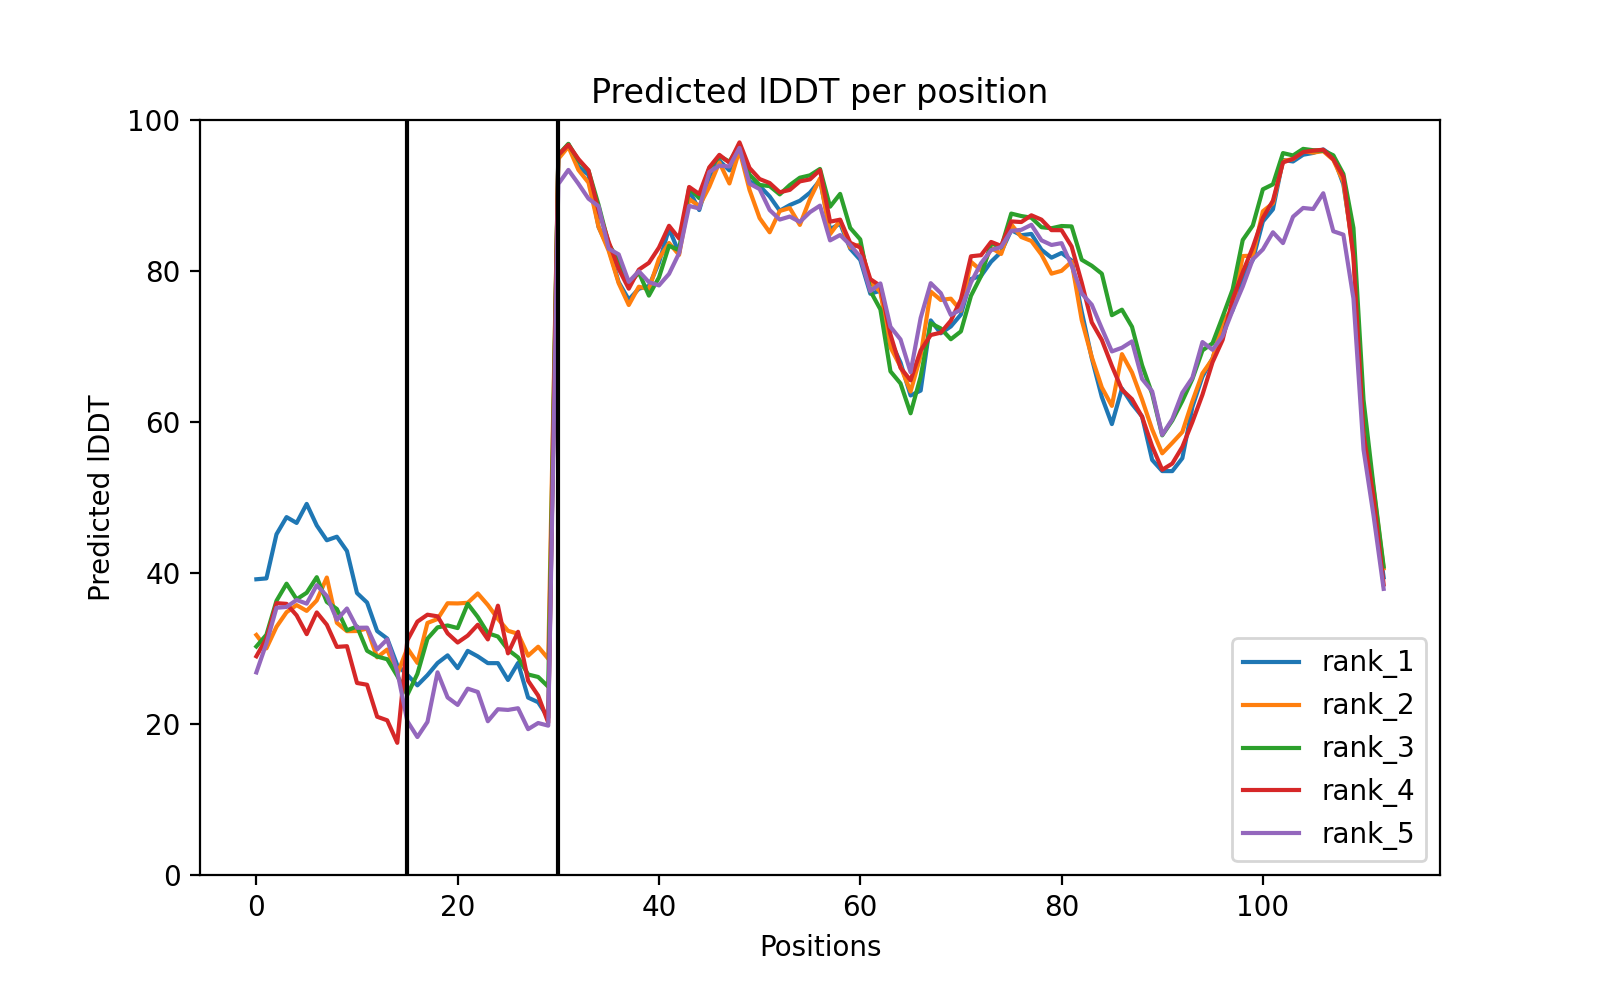 Predicted lDDT per position
Predicted lDDT
100
80
60
40
20
0
0 20 40 60 80 100
Positions
rank_1
rank_2
rank_3
rank_4
rank_5